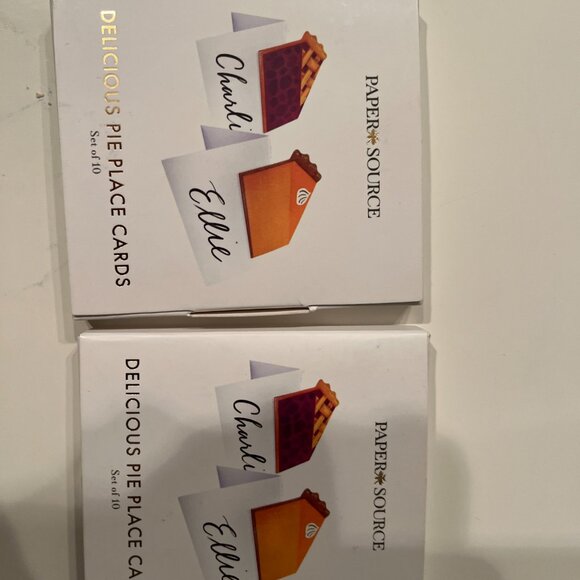 PAPER SOURCE
Charli
Ellie
DELICIOUS PIE PLACE CARDS
Set of 10
PAPER SOURCE
Charli
Ellie
DELICIOUS PIE PLACE CA
Set of 10